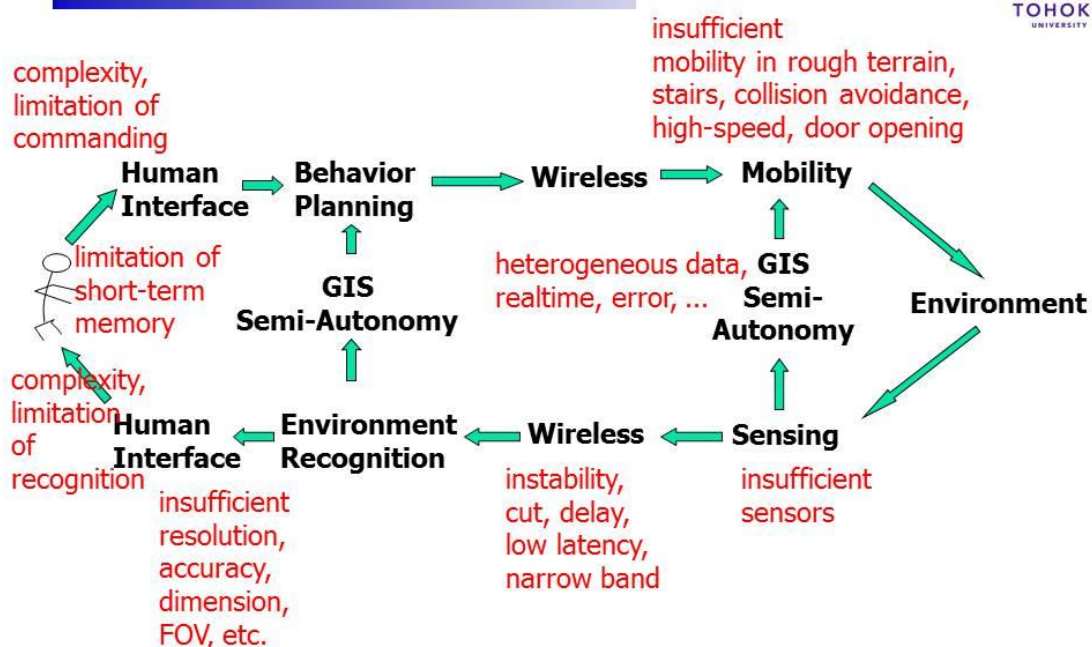 TOHOK
UNIVERSITY
insufficient
mobility in rough terrain,
stairs, collision avoidance,
high-speed, door opening
complexity,
limitation of
commanding
Human
Interface
Behavior
Planning
Wireless
Mobility
limitation of
short-term
memory
GIS
Semi-Autonomy
heterogeneous data,
realtime, error, ...
GIS
Semi-
Autonomy
Environment
complexity,
limitation
of
recognition
Human
Interface
Environment
Recognition
Wireless
Sensing
insufficient
resolution,
accuracy,
dimension,
FOV, etc.
instability,
cut, delay,
low latency,
narrow band
insufficient
sensors